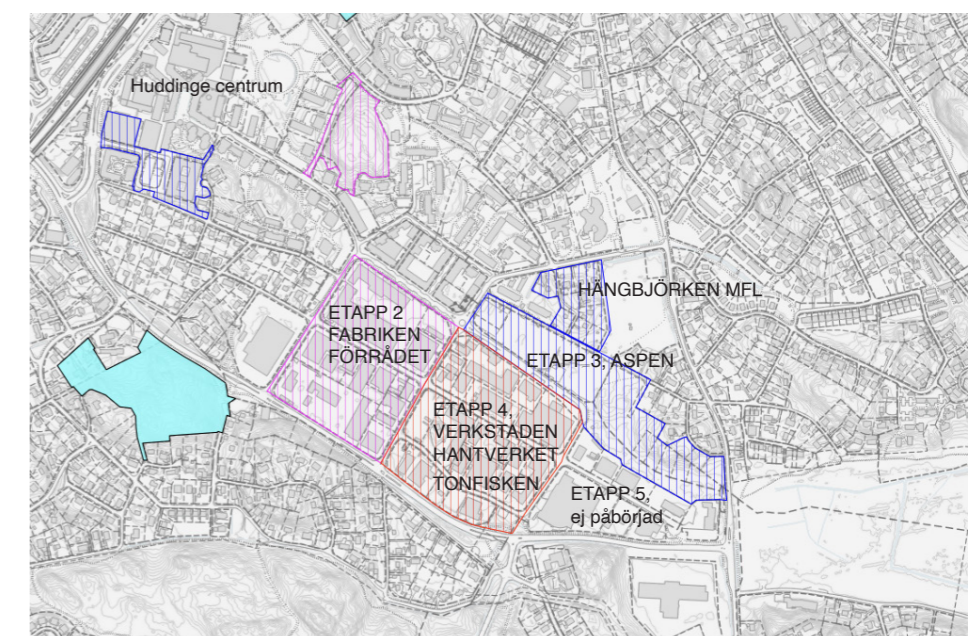 Huddinge centrum
HÄNGBJÖRKEN MFL
ETAPP 2
FABRIKEN
FÖRRÅDET
ETAPP 3, ASPEN
ETAPP 4,
VERKSTADEN
HANTVERKET
TONFISKEN
ETAPP 5,
ej påbörjad